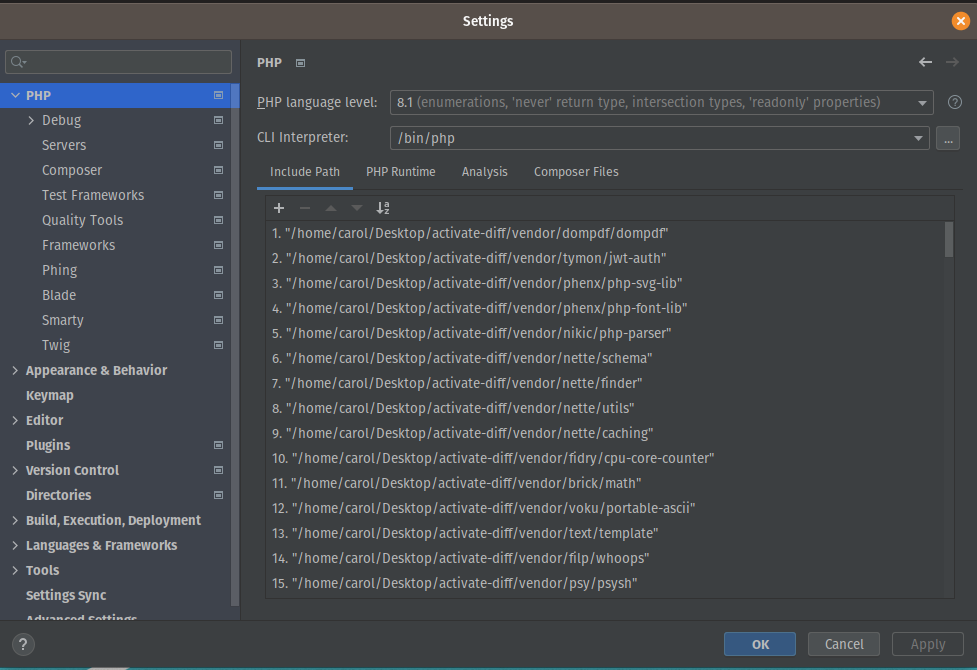 Settings
PHP
PHP language level: 8.1 (enumerations, 'never' return type, intersection types, 'readonly' properties)
CLI Interpreter: /bin/php ...
Include Path PHP Runtime Analysis Composer Files
1. "/home/carol/Desktop/activate-diff/vendor/dompdf/dompdf"
2. "/home/carol/Desktop/activate-diff/vendor/tymon/jwt-auth"
3. "/home/carol/Desktop/activate-diff/vendor/phenx/php-svg-lib"
4. "/home/carol/Desktop/activate-diff/vendor/phenx/php-font-lib"
5. "/home/carol/Desktop/activate-diff/vendor/nikic/php-parser"
6. "/home/carol/Desktop/activate-diff/vendor/nette/schema"
7. "/home/carol/Desktop/activate-diff/vendor/nette/finder"
8. "/home/carol/Desktop/activate-diff/vendor/nette/utils"
9. "/home/carol/Desktop/activate-diff/vendor/nette/caching"
10. "/home/carol/Desktop/activate-diff/vendor/fidry/cpu-core-counter"
11. "/home/carol/Desktop/activate-diff/vendor/brick/math"
12. "/home/carol/Desktop/activate-diff/vendor/voku/portable-ascii"
13. "/home/carol/Desktop/activate-diff/vendor/text/template"
14. "/home/carol/Desktop/activate-diff/vendor/filp/whoops"
15. "/home/carol/Desktop/activate-diff/vendor/psy/psysh"
PHP
Debug
Servers
Composer
Test Frameworks
Quality Tools
Frameworks
Phing
Blade
Smarty
Twig
Appearance & Behavior
Keymap
Editor
Plugins
Version Control
Directories
Build, Execution, Deployment
Languages & Frameworks
Tools
Settings Sync
Advanced Settings
? OK Cancel Apply